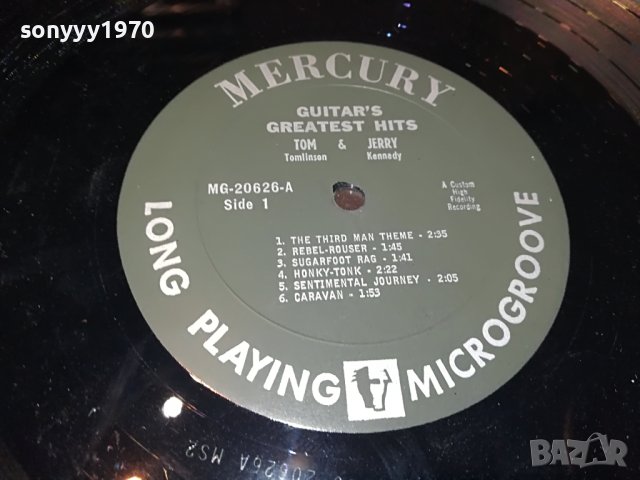 sonyyy1970
MERCURY
GUITAR'S
GREATEST HITS
TOM & JERRY
Tomlinson Kennedy
MG-20626-A
Side 1
A Custom
High
Fidelity
Recording
1. THE THIRD MAN THEME - 2:35
2. REBEL-ROUSER - 1:45
3. SUGARFOOT RAG - 1:41
4. HONKY-TONK - 2:22
5. SENTIMENTAL JOURNEY - 2:05
6. CARAVAN - 1:53
LONG PLAYING MICROGROOVE
20626A MS2
BAZAR